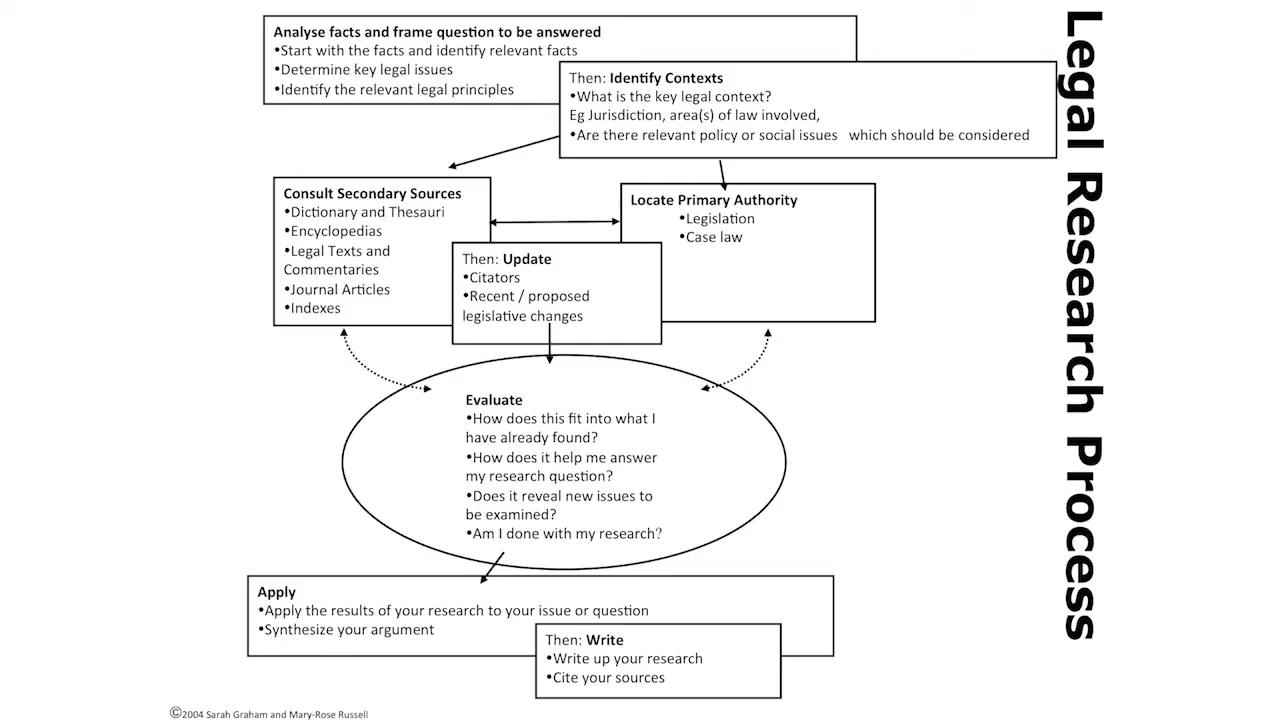 Legal Research Process
Analyse facts and frame question to be answered
•Start with the facts and identify relevant facts
•Determine key legal issues
•Identify the relevant legal principles
Then: Identify Contexts
•What is the key legal context?
Eg Jurisdiction, area(s) of law involved,
•Are there relevant policy or social issues which should be considered
Consult Secondary Sources
•Dictionary and Thesauri
•Encyclopedias
•Legal Texts and
Commentaries
•Journal Articles
•Indexes
Locate Primary Authority
•Legislation
•Case law
Then: Update
•Citators
•Recent / proposed
legislative changes
Evaluate
•How does this fit into what I
have already found?
•How does it help me answer
my research question?
•Does it reveal new issues to
be examined?
•Am I done with my research?
Apply
•Apply the results of your research to your issue or question
•Synthesize your argument
Then: Write
•Write up your research
•Cite your sources
©2004 Sarah Graham and Mary-Rose Russell